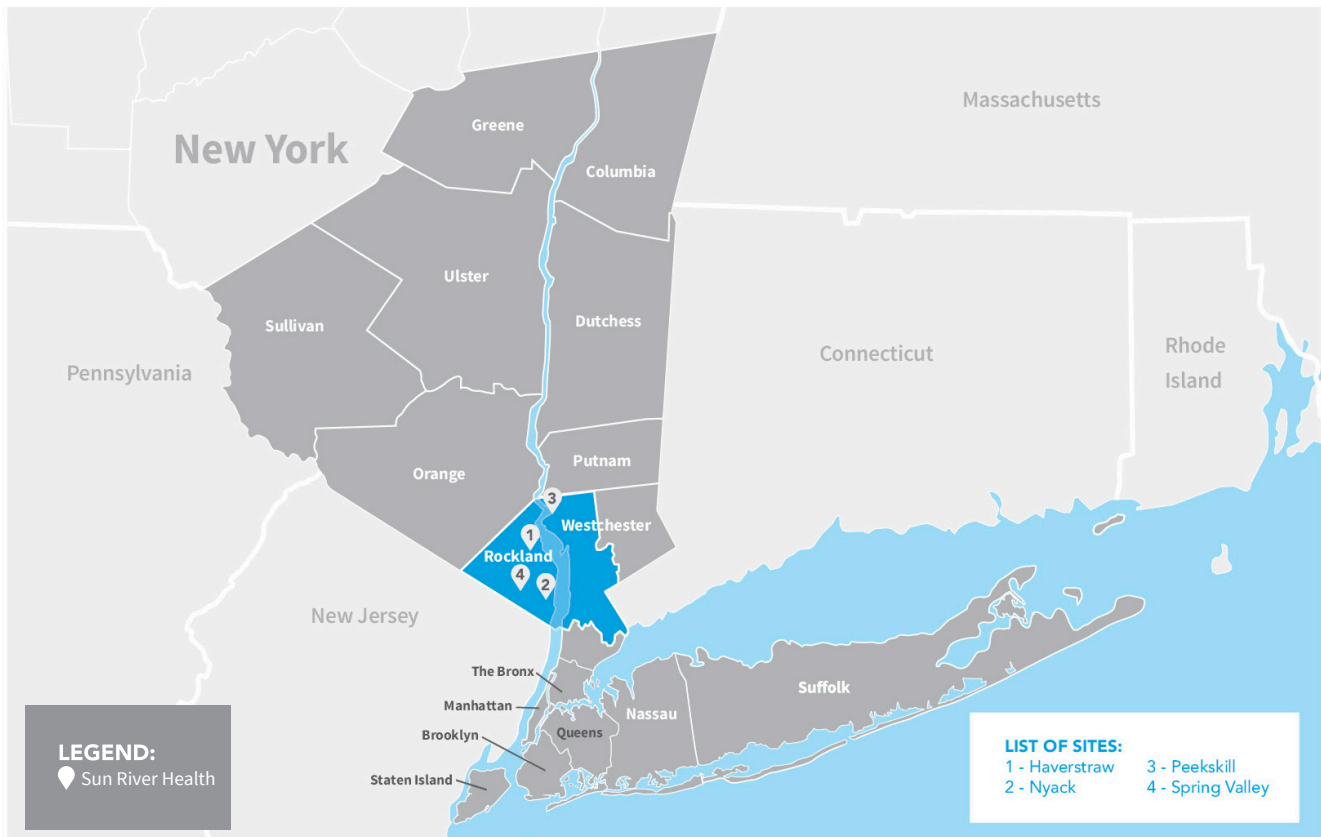 Massachusetts
Greene
New York
Columbia
Ulster
Sullivan
Dutchess
Connecticut
Rhode
Island
Pennsylvania
Putnam
Orange
3
Westchester
1
Rockland
4
2
New Jersey
The Bronx
Suffolk
Manhattan
Nassau
Queens
Brooklyn
Staten Island
LEGEND:
Sun River Health
LIST OF SITES:
1 - Haverstraw
2 - Nyack
3 - Peekskill
4 - Spring Valley